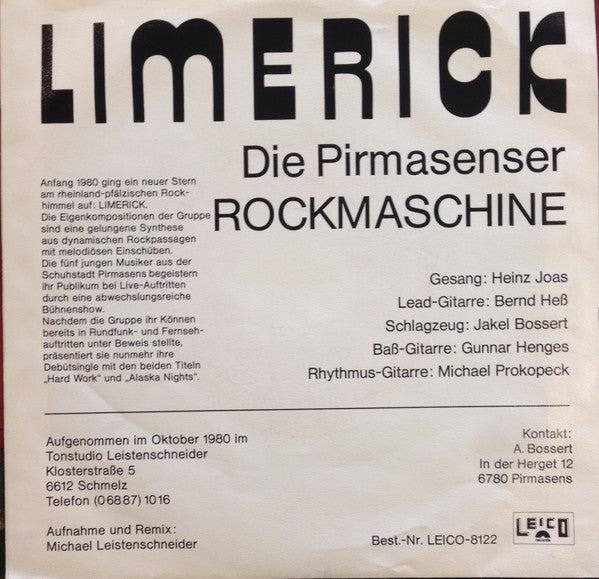 LIMERICK
Die Pirmasenser
ROCKMASCHINE
Anfang 1980 ging ein neuer Stern
am rheinland-pfälzischen Rock-
himmel auf: LIMERICK.
Die Eigenkompositionen der Gruppe
sind eine gelungene Synthese
aus dynamischen Rockpassagen
mit melodiösen Einschüben.
Die fünf jungen Musiker aus der
Schuhstadt Pirmasens begeistern
ihr Publikum bei Live-Auftritten
durch eine abwechslungsreiche
Bühnenshow.
Nachdem die Gruppe ihr Können
bereits in Rundfunk- und Fernseh-
auftritten unter Beweis stellte,
präsentiert sie nunmehr ihre
Debütsingle mit den beiden Titeln
„Hard Work" und „Alaska Nights".
Gesang: Heinz Joas
Lead-Gitarre: Bernd Heß
Schlagzeug: Jakel Bossert
Baß-Gitarre: Gunnar Henges
Rhythmus-Gitarre: Michael Prokopeck
Aufgenommen im Oktober 1980 im
Tonstudio Leistenschneider
Klosterstraße 5
6612 Schmelz
Telefon (06887) 1016
Aufnahme und Remix:
Michael Leistenschneider
Kontakt:
A. Bossert
In der Herget 12
6780 Pirmasens
Best.-Nr. LEICO-8122
LEICO